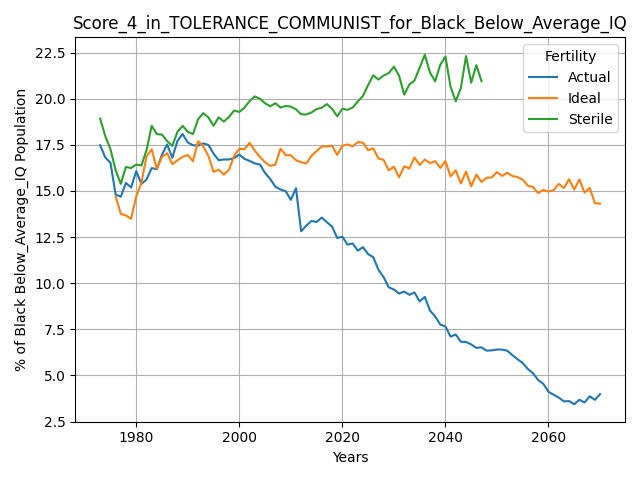 Score_4_in_TOLERANCE_COMMUNIST_for_Black_Below_Average_IQ
% of Black Below_Average_IQ Population
22.5
20.0
17.5
15.0
12.5
10.0
7.5
5.0
2.5
Fertility
Actual
Ideal
Sterile
1980
2000
2020
2040
2060
Years